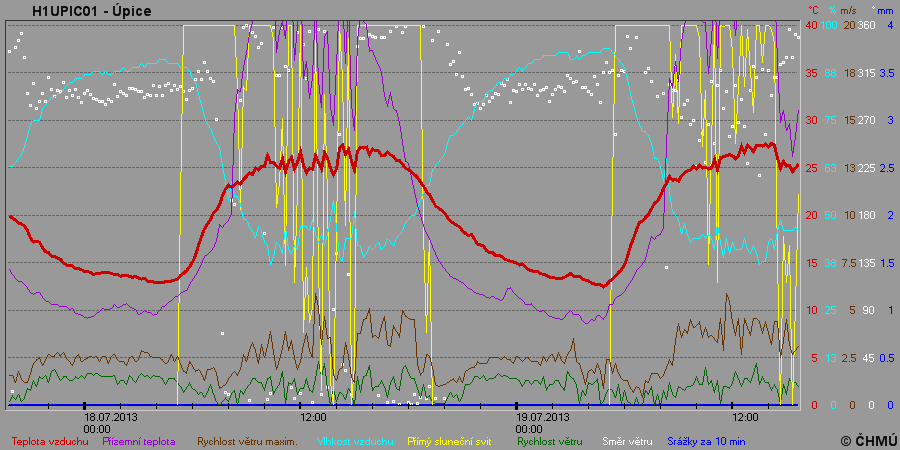 H1UPIC01 - Úpice
°C % m/s ° mm
40 100 20 360 4
35 88 18 315 3.5
30 75 15 270 3
25 63 13 225 2.5
20 50 10 180 2
15 38 7.5 135 1.5
10 25 5 90 1
5 13 2.5 45 0.5
0 0 0 0 0
18.07.2013 12:00 19.07.2013 12:00
00:00 00:00
Teplota vzduchu Přízemní teplota Rychlost větru maxim. Vlhkost vzduchu Přímý sluneční svit Rychlost větru Směr větru Srážky za 10 min © ČHMÚ